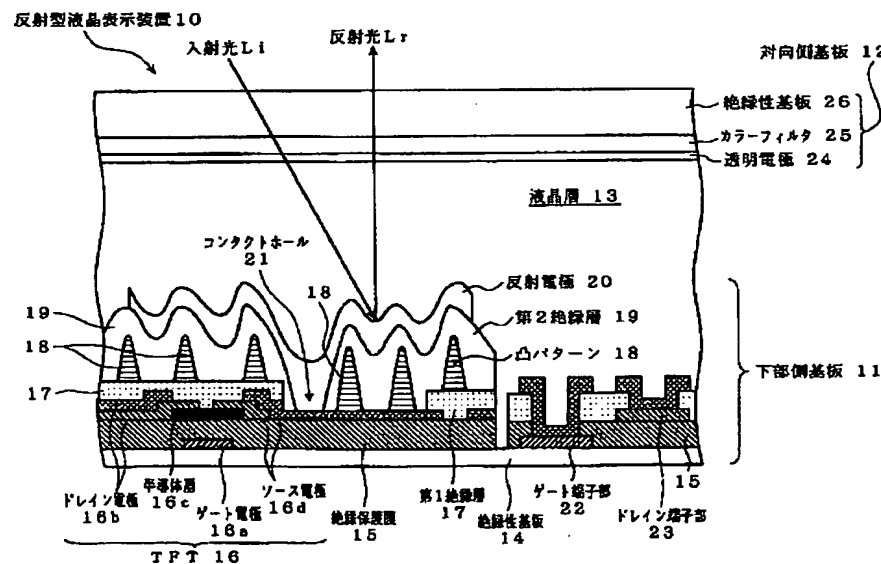 反射型液晶表示装置10
入射光Li
反射光Lr
対向側基板 12
絶縁性基板 26
カラーフィルタ 25
透明電極 24
液晶層 13
コンタクトホール
21
18
反射電極 20
19
第2絶縁層 19
18
凸パターン 18
下部側基板 11
17
ドレイン電極
16b
半導体層
16c
ゲート電極
16a
ソース電極
16d
絶縁保護膜
15
第1絶縁層
17
絶縁性基板
14
ゲート端子部
22
ドレイン端子部
23
15
TFT 16